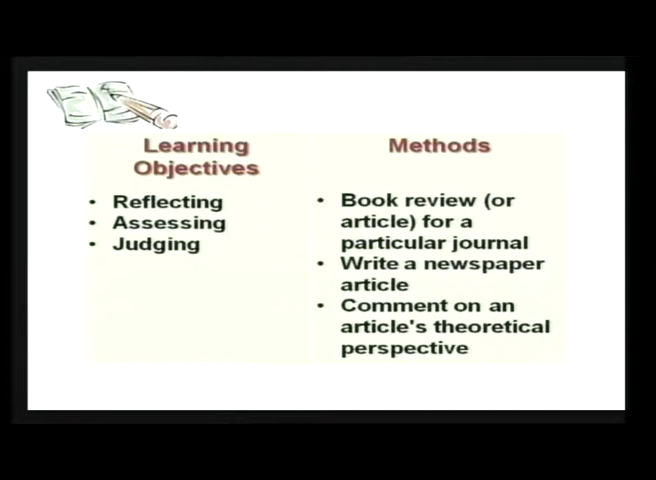 Learning
Objectives
• Reflecting
• Assessing
• Judging
Methods
• Book review (or
article) for a
particular journal
• Write a newspaper
article
• Comment on an
article's theoretical
perspective